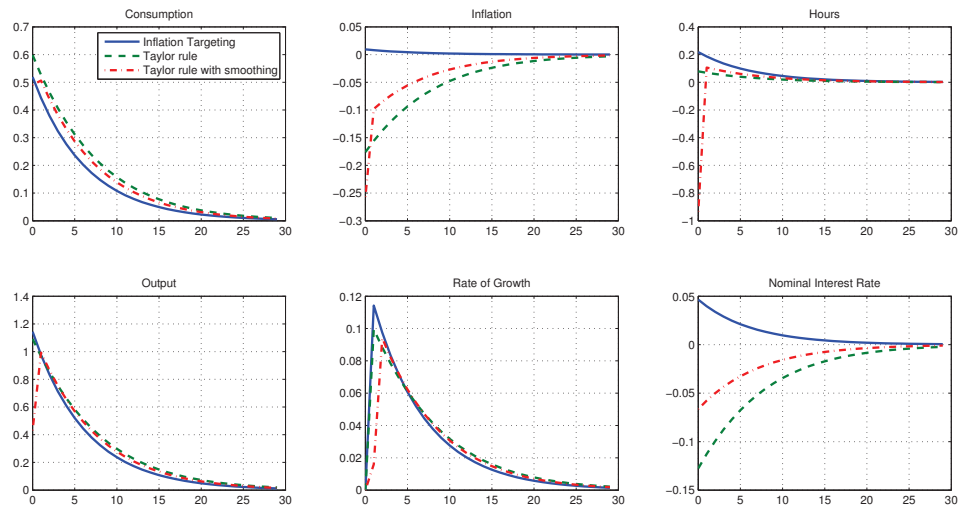 Consumption
0.7
0.6
0.5
0.4
0.3
0.2
0.1
0
0 5 10 15 20 25 30
Inflation Targeting
Taylor rule
Taylor rule with smoothing
Inflation
0.05
0
−0.05
−0.1
−0.15
−0.2
−0.25
−0.3
0 5 10 15 20 25 30
Hours
0.4
0.2
0
−0.2
−0.4
−0.6
−0.8
−1
0 5 10 15 20 25 30
Output
1.4
1.2
1
0.8
0.6
0.4
0.2
0
0 5 10 15 20 25 30
Rate of Growth
0.12
0.1
0.08
0.06
0.04
0.02
0
0 5 10 15 20 25 30
Nominal Interest Rate
0.05
0
−0.05
−0.1
−0.15
0 5 10 15 20 25 30